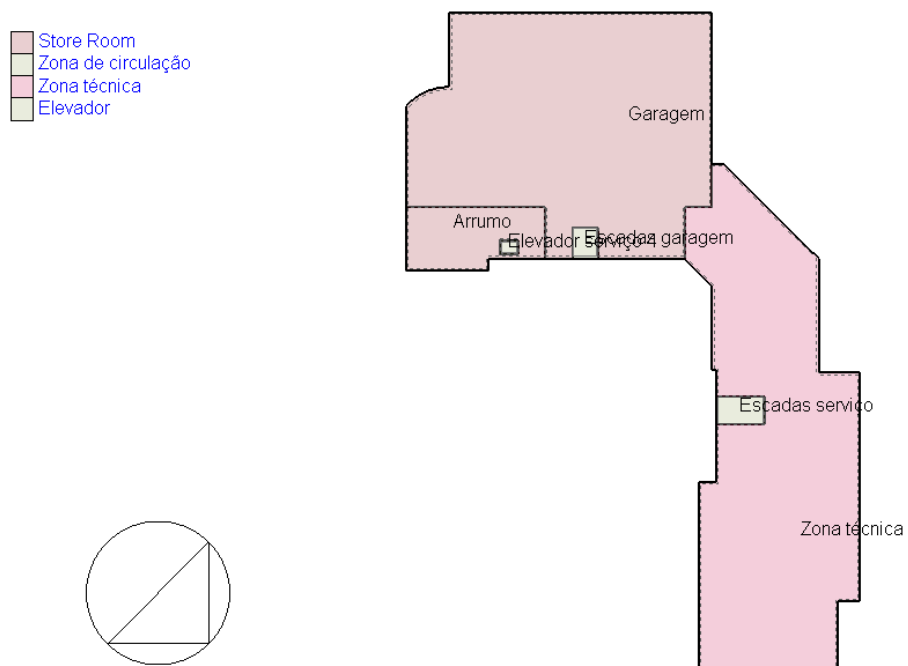 Store Room
Zona de circulação
Zona técnica
Elevador
Garagem
Arrumo
Elevador serviço 4
Escadas garagem
Escadas servico
Zona técnica